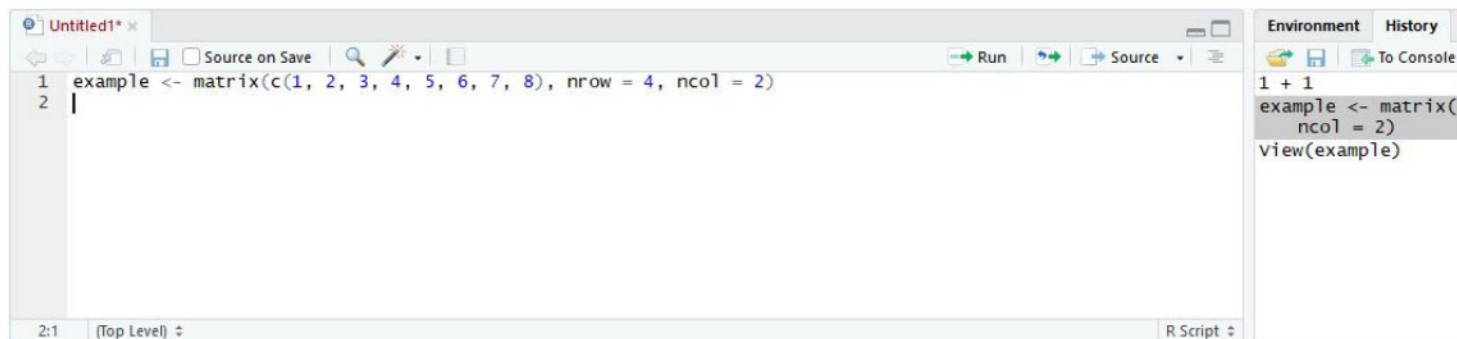 Untitled1*
Source on Save
Run
Source
1 example <- matrix(c(1, 2, 3, 4, 5, 6, 7, 8), nrow = 4, ncol = 2)
2
2:1 (Top Level)
R Script
Environment History
To Console
1 + 1
example <- matrix(
ncol = 2)
View(example)